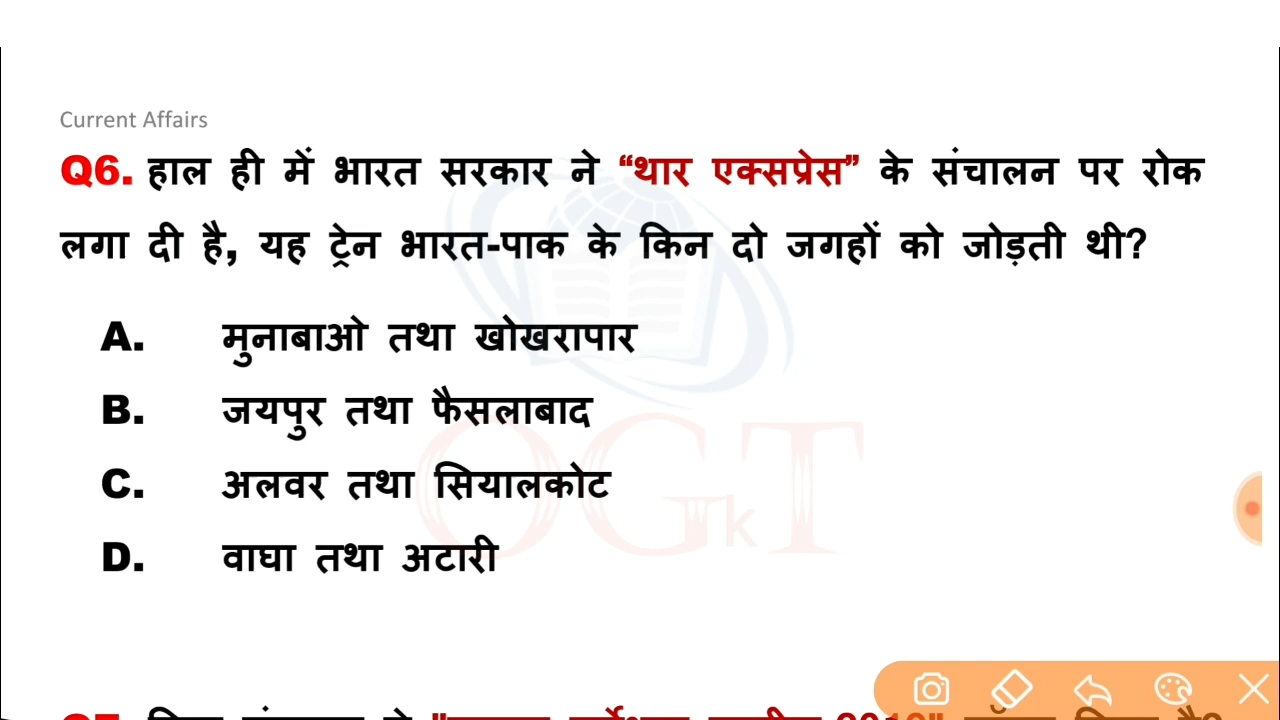 Current Affairs
Q6. हाल ही में भारत सरकार ने “थार एक्सप्रेस” के संचालन पर रोक
लगा दी है, यह ट्रेन भारत-पाक के किन दो जगहों को जोड़ती थी?
A. मुनाबाओ तथा खोखरापार
B. जयपुर तथा फैसलाबाद
C. अलवर तथा सियालकोट
D. वाघा तथा अटारी
OGkT